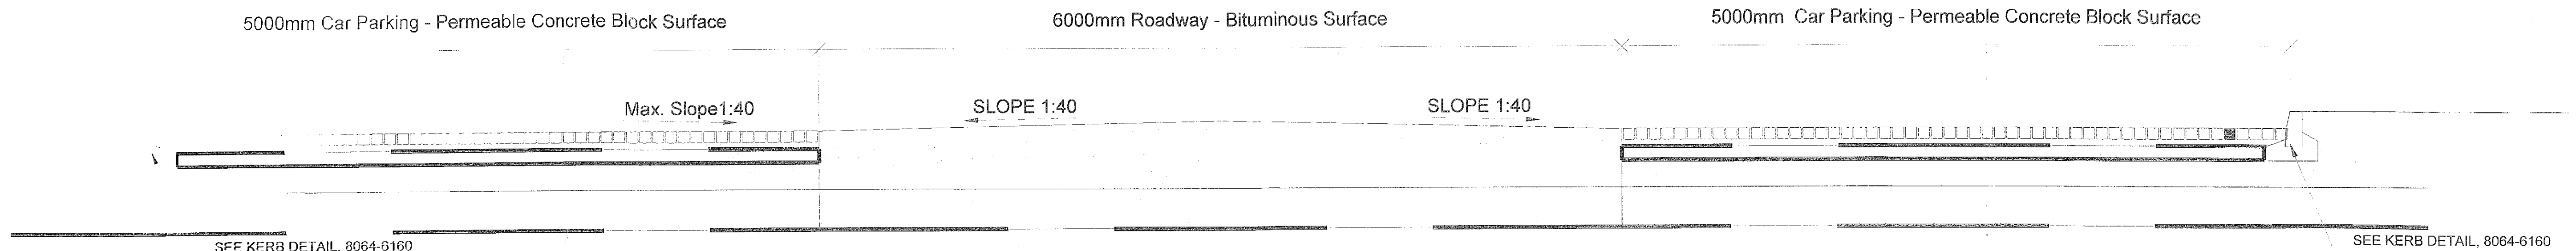 5000mm Car Parking - Permeable Concrete Block Surface
6000mm Roadway - Bituminous Surface
5000mm Car Parking - Permeable Concrete Block Surface
Max. Slope1:40
SLOPE 1:40
SLOPE 1:40
SEE KERB DETAIL, 8064-6160
SEE KERB DETAIL, 8064-6160